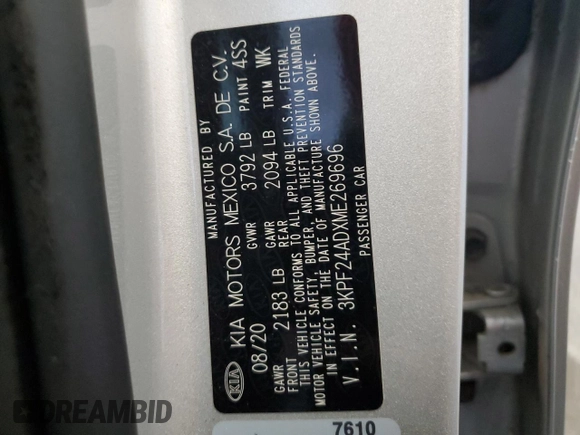 MANUFACTURED BY
KIA KIA MOTORS MEXICO S.A. DE C.V.
08/20 GVWR 3792 LB PAINT 4SS
GAWR FRONT 2183 LB GAWR REAR 2094 LB TRIM WK
THIS VEHICLE CONFORMS TO ALL APPLICABLE U.S.A. FEDERAL
MOTOR VEHICLE SAFETY, BUMPER, AND THEFT PREVENTION STANDARDS
IN EFFECT ON THE DATE OF MANUFACTURE SHOWN ABOVE.
V.I.N. 3KPF24ADXME269696
PASSENGER CAR
7610
DREAMBID